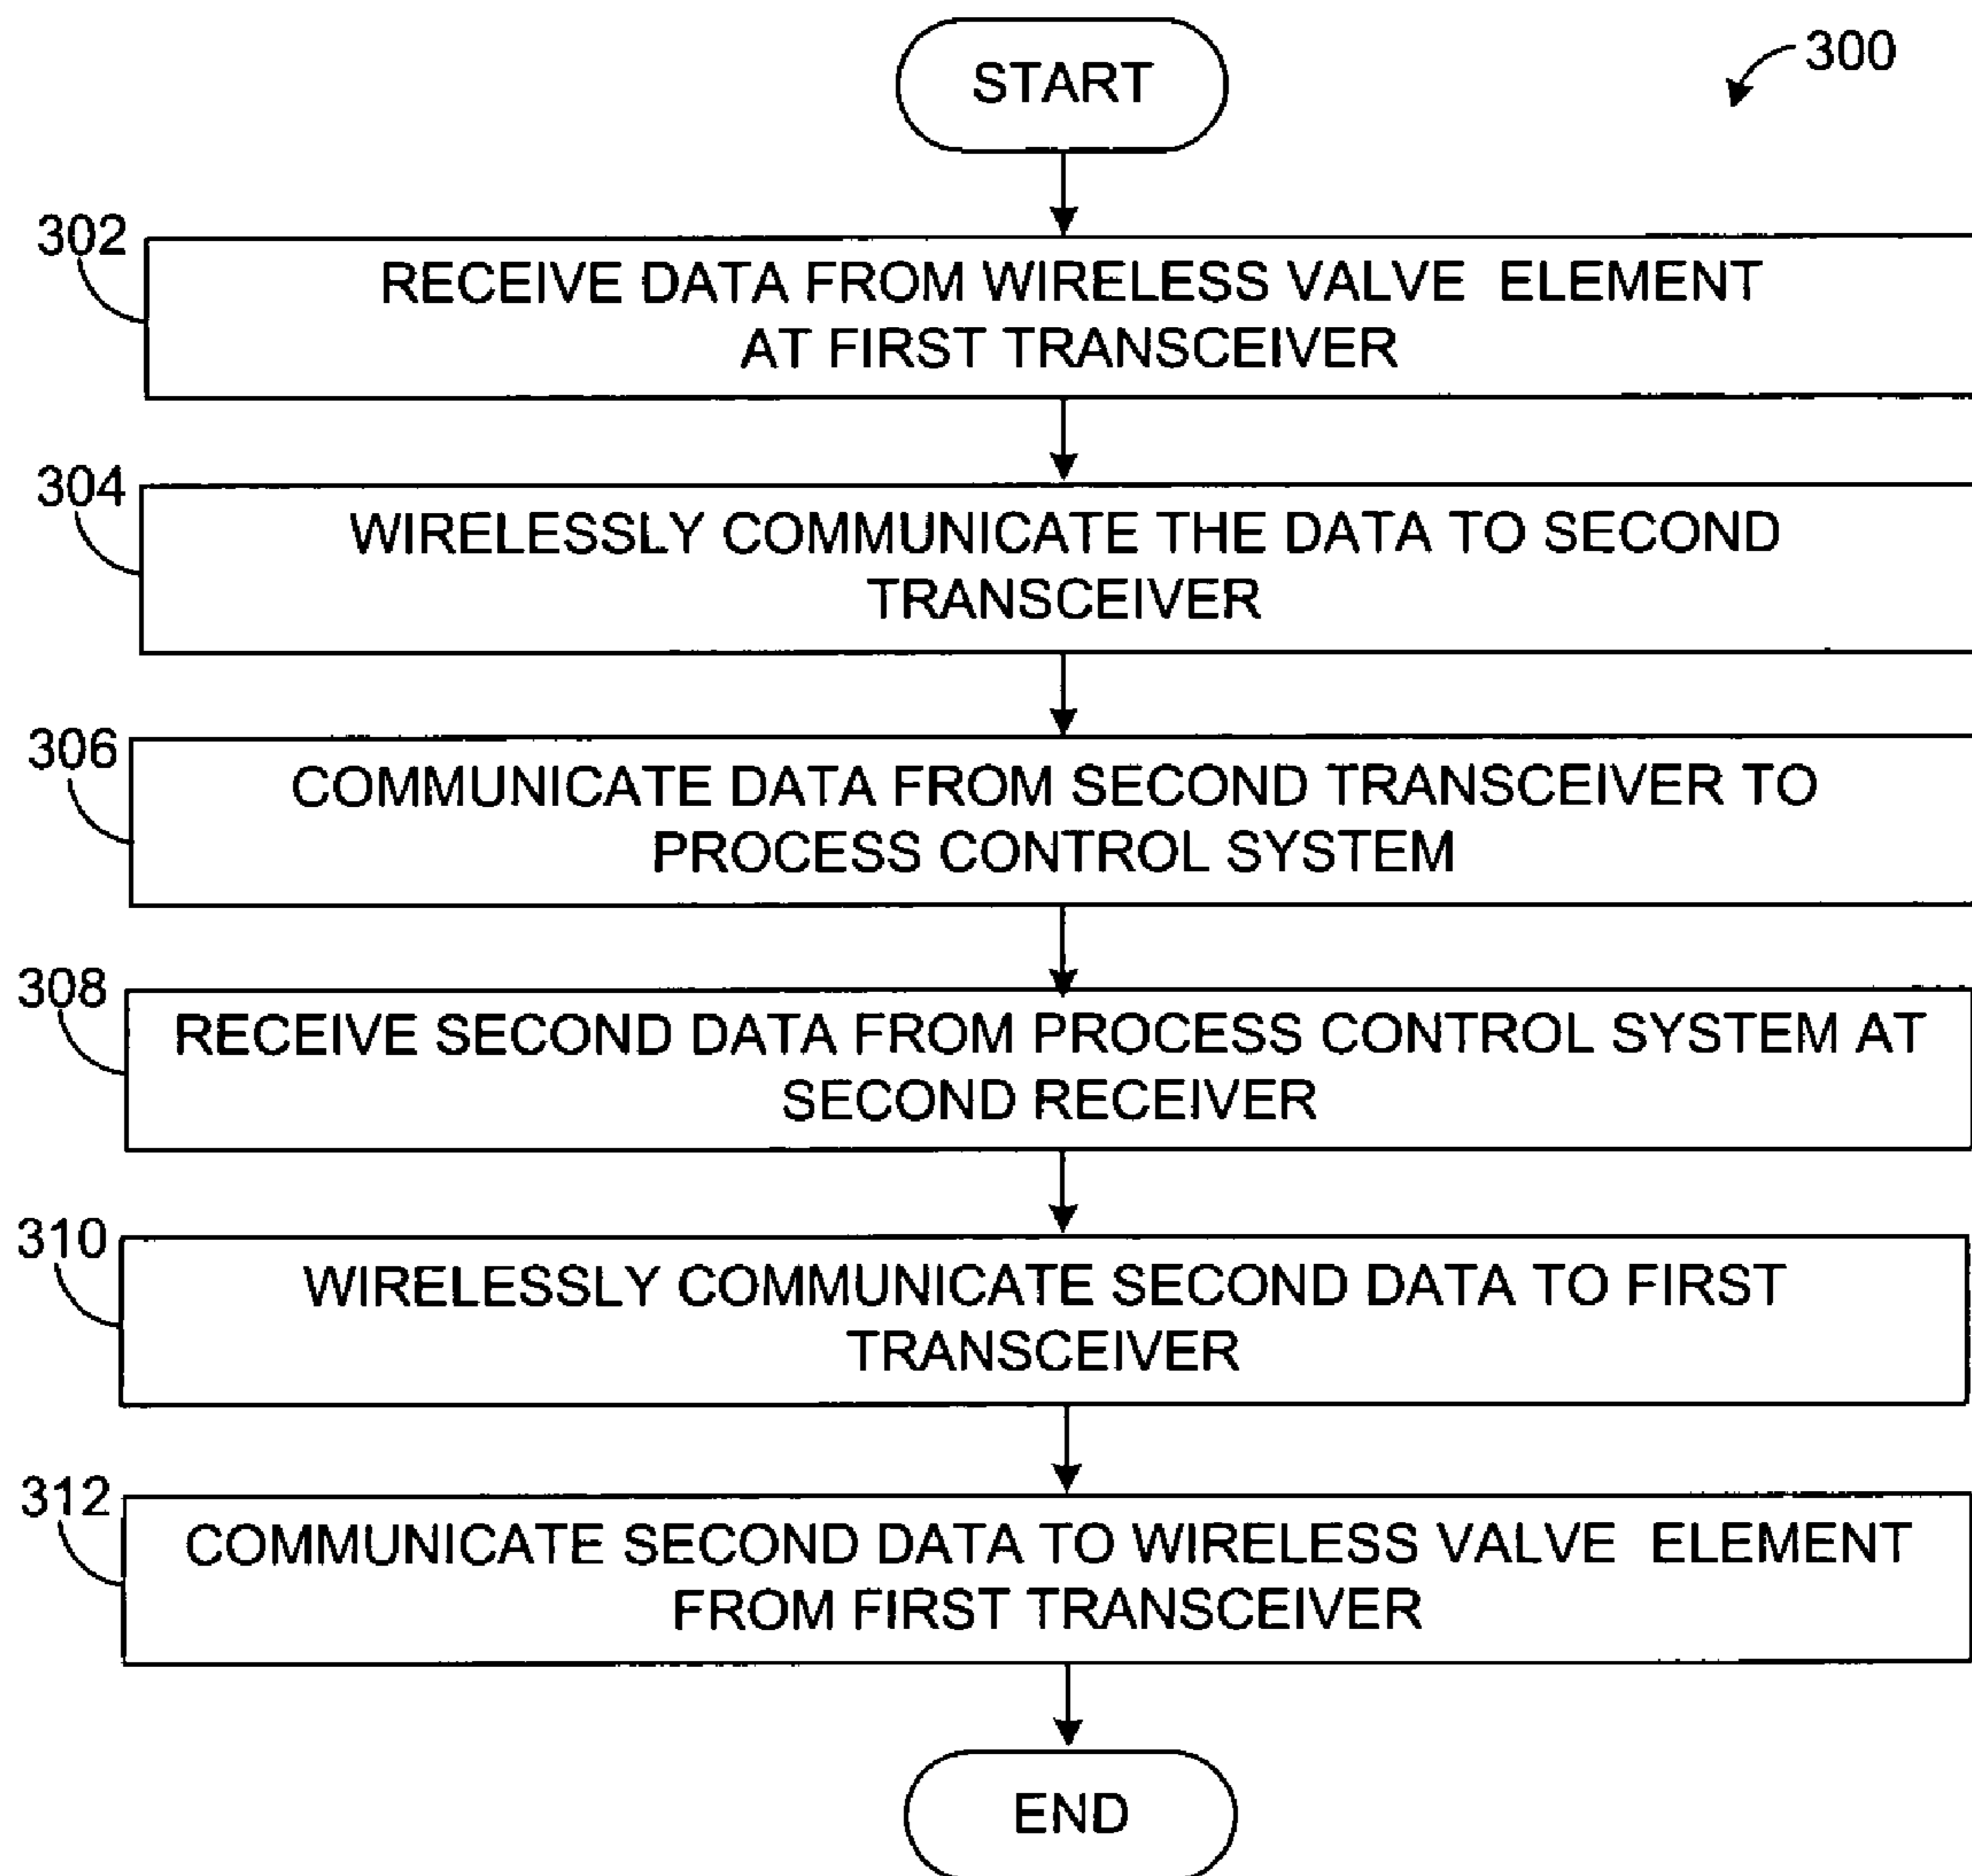 START
300
302
RECEIVE DATA FROM WIRELESS VALVE ELEMENT
AT FIRST TRANSCEIVER
304
WIRELESSLY COMMUNICATE THE DATA TO SECOND
TRANSCEIVER
306
COMMUNICATE DATA FROM SECOND TRANSCEIVER TO
PROCESS CONTROL SYSTEM
308
RECEIVE SECOND DATA FROM PROCESS CONTROL SYSTEM AT
SECOND RECEIVER
310
WIRELESSLY COMMUNICATE SECOND DATA TO FIRST
TRANSCEIVER
312
COMMUNICATE SECOND DATA TO WIRELESS VALVE ELEMENT
FROM FIRST TRANSCEIVER
END